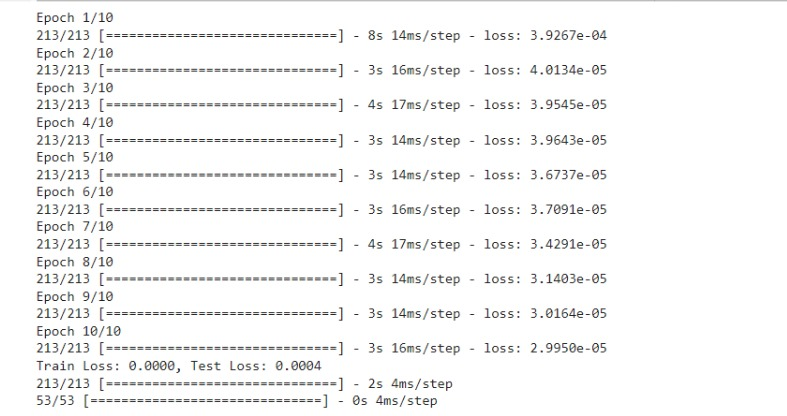 Epoch 1/10
213/213 [==============================] - 8s 14ms/step - loss: 3.9267e-04
Epoch 2/10
213/213 [==============================] - 3s 16ms/step - loss: 4.0134e-05
Epoch 3/10
213/213 [==============================] - 4s 17ms/step - loss: 3.9545e-05
Epoch 4/10
213/213 [==============================] - 3s 14ms/step - loss: 3.9643e-05
Epoch 5/10
213/213 [==============================] - 3s 14ms/step - loss: 3.6737e-05
Epoch 6/10
213/213 [==============================] - 3s 16ms/step - loss: 3.7091e-05
Epoch 7/10
213/213 [==============================] - 4s 17ms/step - loss: 3.4291e-05
Epoch 8/10
213/213 [==============================] - 3s 14ms/step - loss: 3.1403e-05
Epoch 9/10
213/213 [==============================] - 3s 14ms/step - loss: 3.0164e-05
Epoch 10/10
213/213 [==============================] - 3s 16ms/step - loss: 2.9950e-05
Train Loss: 0.0000, Test Loss: 0.0004
213/213 [==============================] - 2s 4ms/step
53/53 [==============================] - 0s 4ms/step